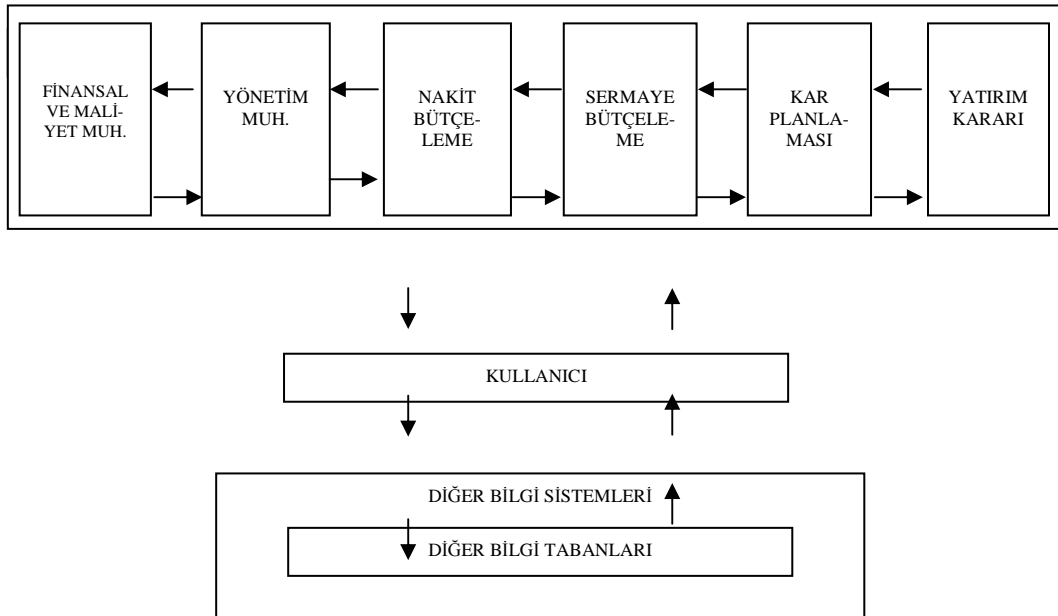 FİNANSAL
VE MALİ-
YET MUH.
YÖNETİM
MUH.
NAKİT
BÜTÇE-
LEME
SERMAYE
BÜTÇELE-
ME
KAR
PLANLA-
MASI
YATIRIM
KARARI
KULLANICI
DİĞER BİLGİ SİSTEMLERİ
DİĞER BİLGİ TABANLARI